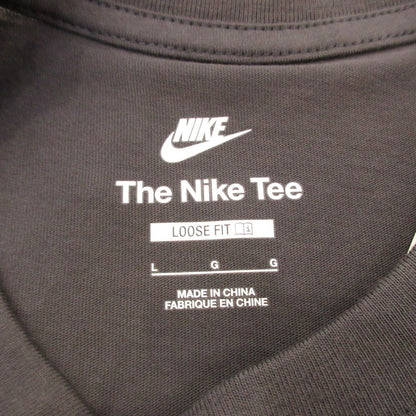 NIKE
The Nike Tee
LOOSE FIT
L G G
MADE IN CHINA
FABRIQUE EN CHINE